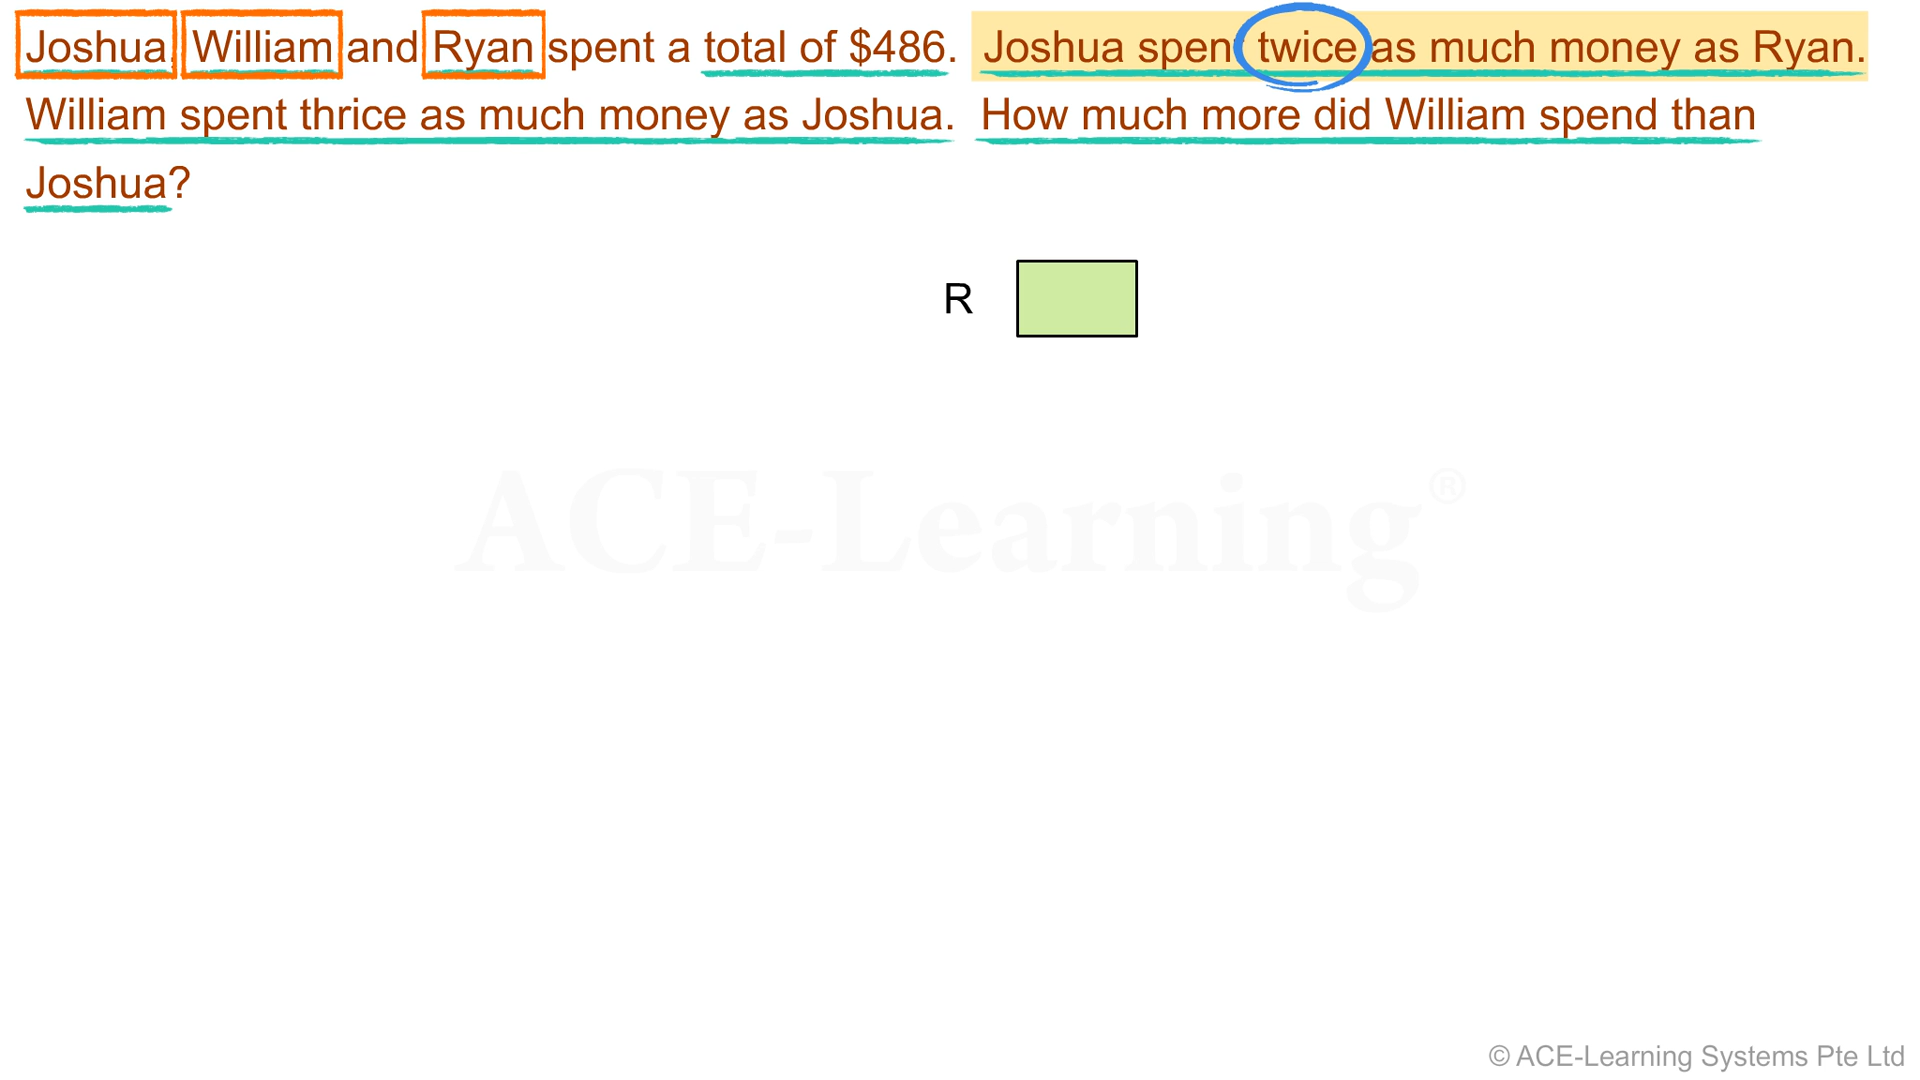 Joshua, William and Ryan spent a total of $486. Joshua spent twice as much money as Ryan.
William spent thrice as much money as Joshua. How much more did William spend than
Joshua?
R
ACE-Learning®
© ACE-Learning Systems Pte Ltd